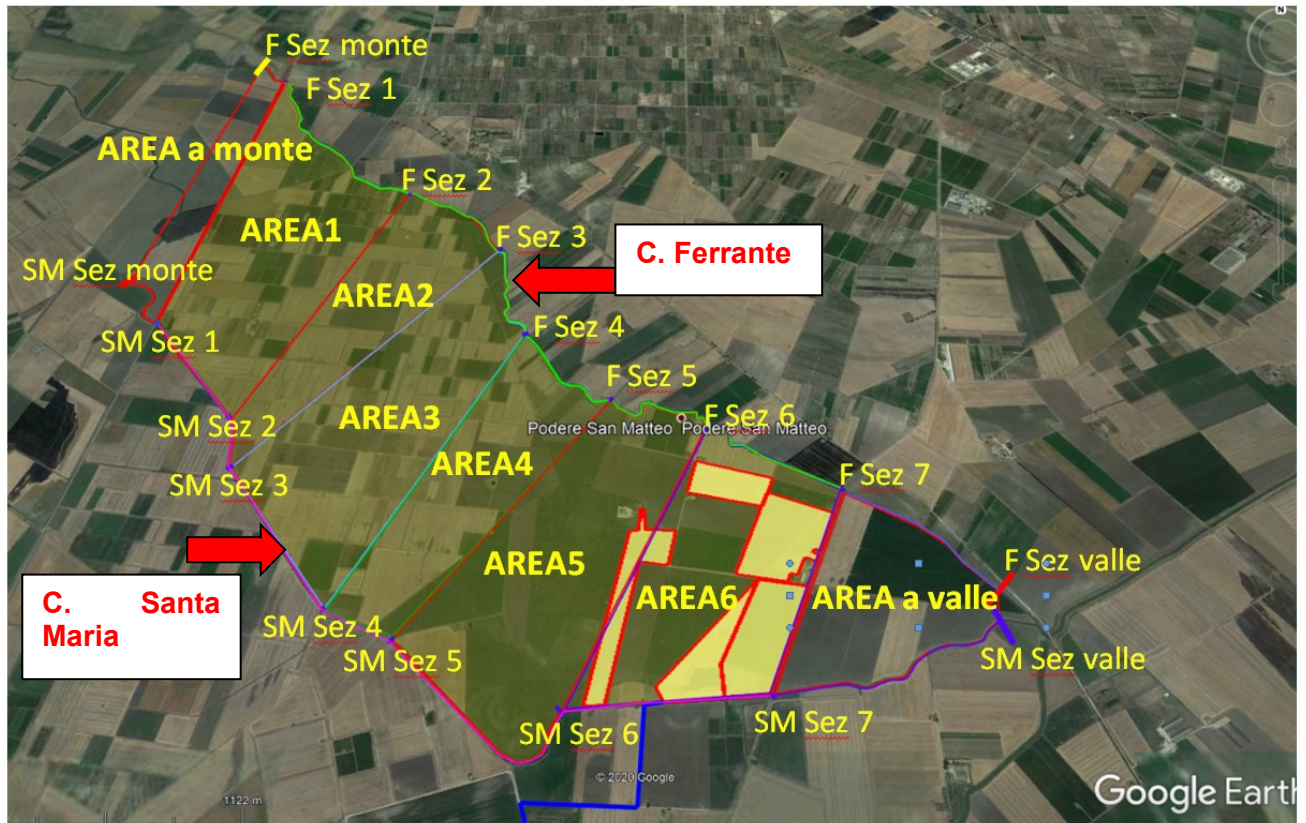 N
F Sez monte
F Sez 1
AREA a monte
F Sez 2
AREA1
F Sez 3
C. Ferrante
SM Sez monte
AREA2
F Sez 4
SM Sez 1
F Sez 5
AREA3
SM Sez 2
F Sez 6
Podere San Matteo
Podere San Matteo
AREA4
SM Sez 3
F Sez 7
AREA5
F Sez valle
C. Santa
Maria
AREA6
AREA a valle
SM Sez 4
SM Sez 5
SM Sez valle
SM Sez 6
SM Sez 7
© 2020 Google
1122 m
Google Earth